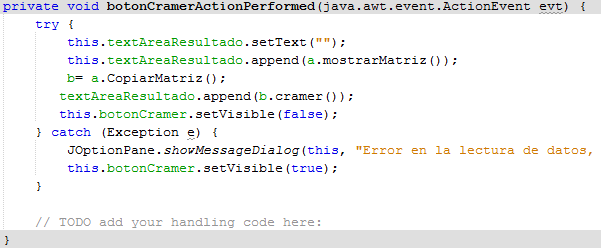 private void botonCramerActionPerformed(java.awt.event.ActionEvent evt) {
try {
this.textAreaResultado.setText("");
this.textAreaResultado.append(a.mostrarMatriz());
b= a.CopiarMatriz();
textAreaResultado.append(b.cramer());
this.botonCramer.setVisible(false);
} catch (Exception e) {
JOptionPane.showMessageDialog(this, "Error en la lectura de datos,
this.botonCramer.setVisible(true);
}
// TODO add your handling code here:
}